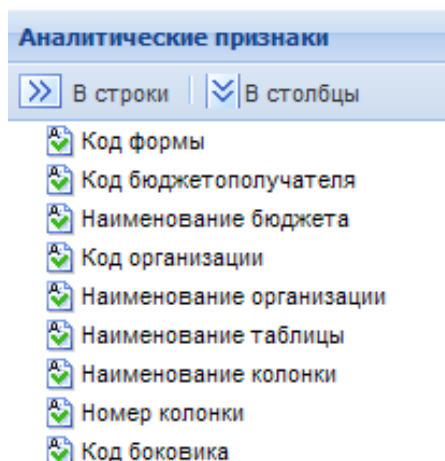 Аналитические признаки
В строки В столбцы
Код формы
Код бюджетополучателя
Наименование бюджета
Код организации
Наименование организации
Наименование таблицы
Наименование колонки
Номер колонки
Код боковика